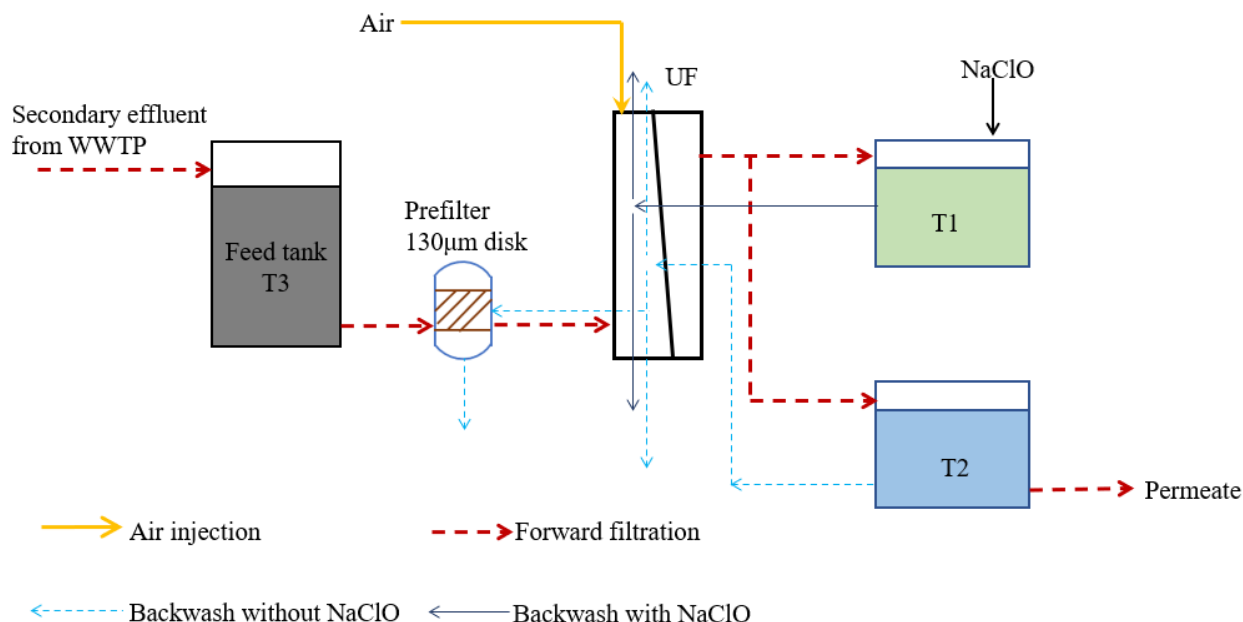 Air
UF
NaClO
Secondary effluent
from WWTP
Prefilter
130μm disk
Feed tank
T3
T1
T2
Permeate
Air injection
Forward filtration
Backwash without NaClO
Backwash with NaClO